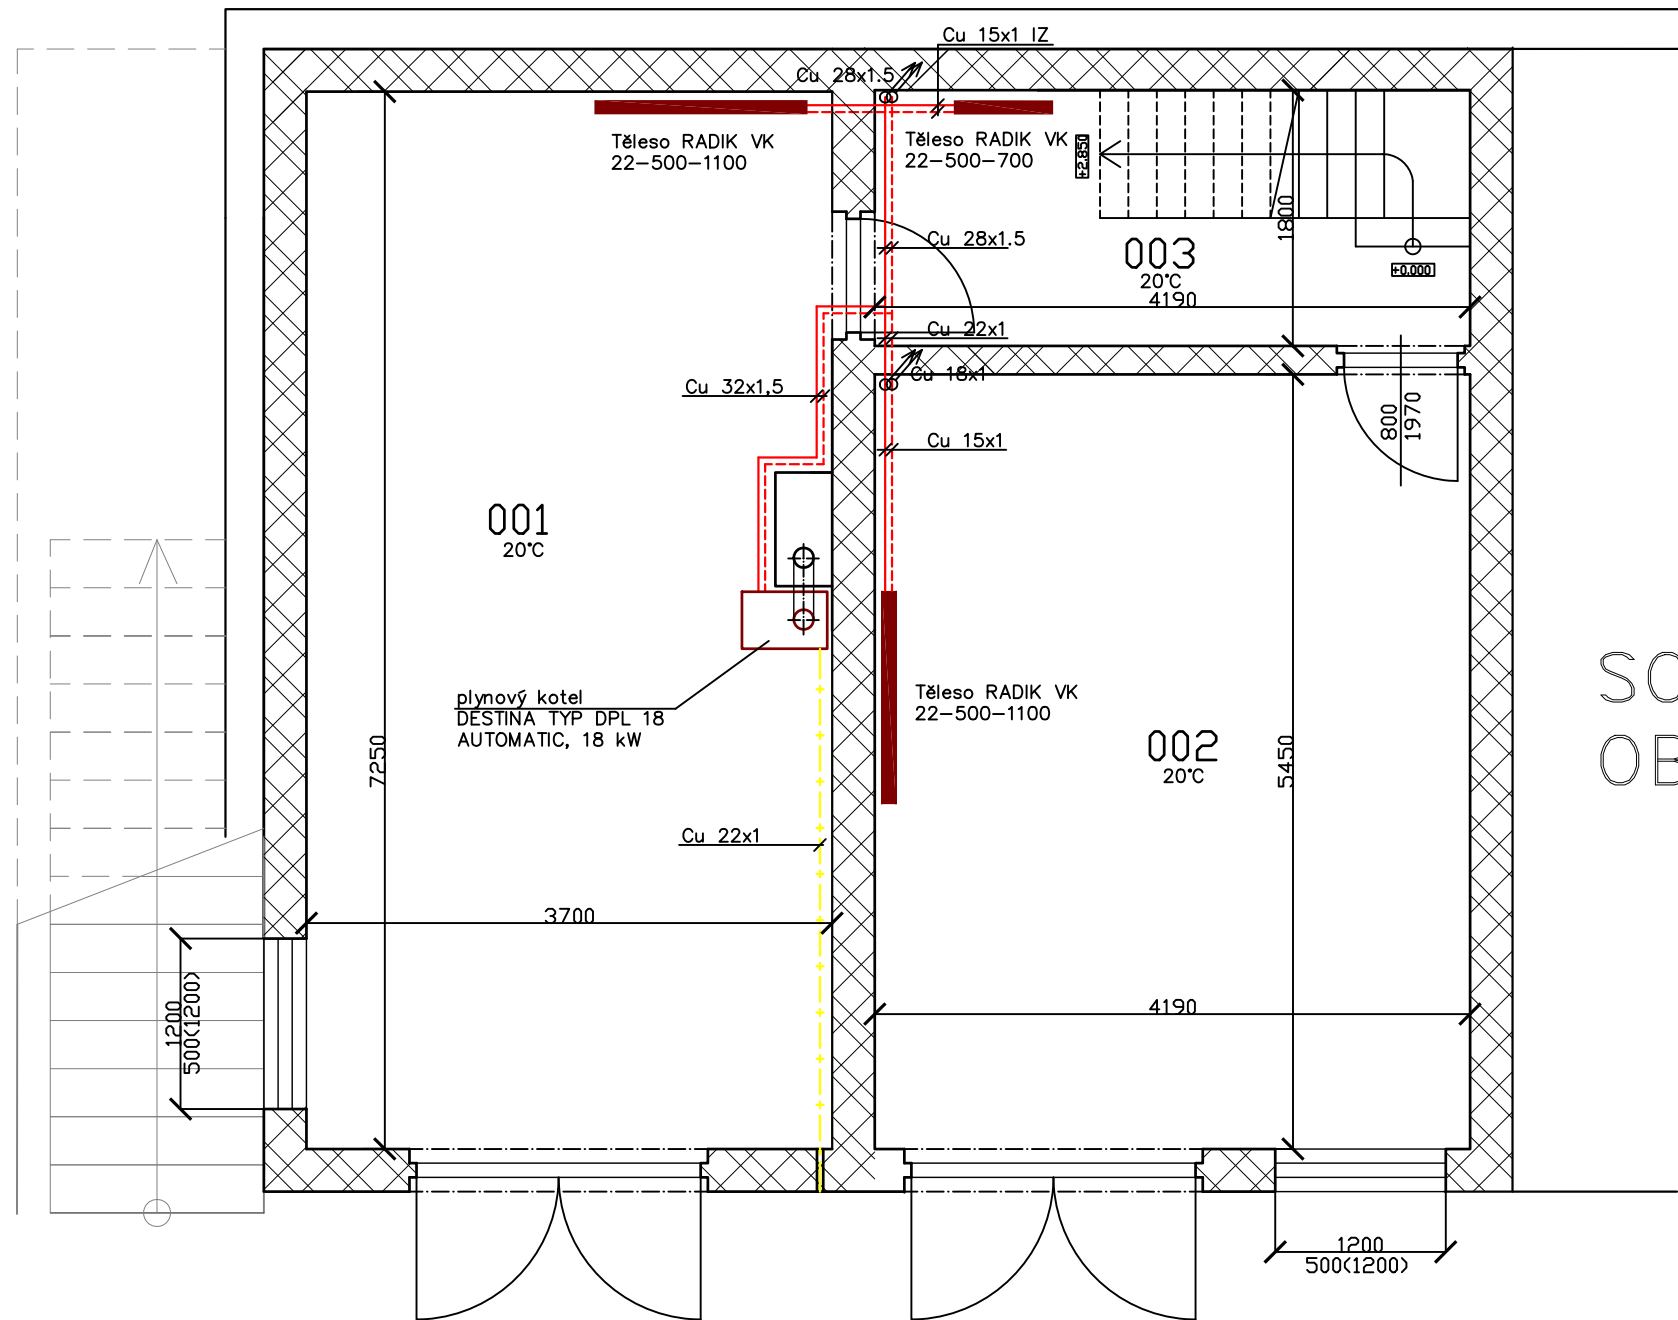 Cu 15x1 IZ
Cu 28x1.5
Těleso RADIK VK
22-500-1100
Těleso RADIK VK
22-500-700
+2.850
1800
Cu 28x1.5
003
20°C
4190
+0.000
Cu 22x1
Cu 18x1
Cu 32x1,5
Cu 15x1
800
1970
001
20°C
plynový kotel
DESTINA TYP DPL 18
AUTOMATIC, 18 kW
Těleso RADIK VK
22-500-1100
002
20°C
7250
5450
SO
OB
Cu 22x1
3700
4190
1200
500(1200)
1200
500(1200)